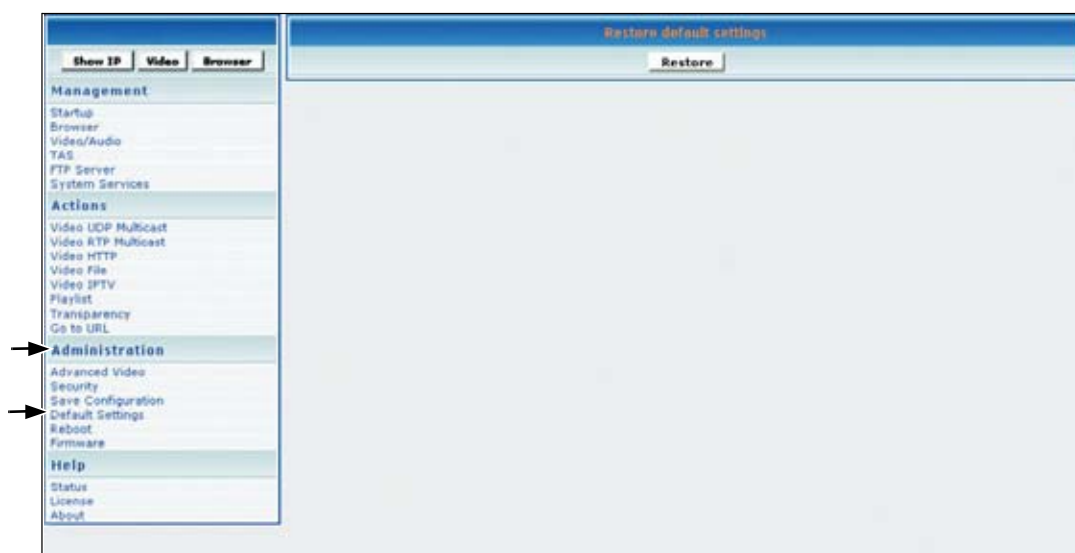 Restore default settings
Show IP Video Browser
Restore
Management
Startup
Browser
Video/Audio
TAS
FTP Server
System Services
Actions
Video UDP Multicast
Video RTP Multicast
Video HTTP
Video File
Video IPTV
Playlist
Transparency
Go to URL
Administration
Advanced Video
Security
Save Configuration
Default Settings
Reboot
Firmware
Help
Status
License
About